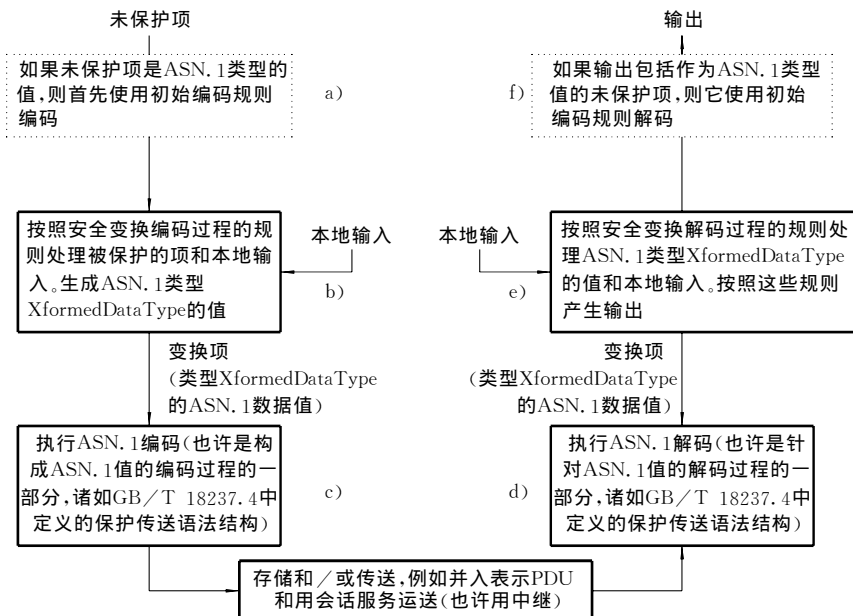 未保护项
如果未保护项是ASN.1类型的
值,则首先使用初始编码规则
编码
a)
按照安全变换编码过程的规
则处理被保护的项和本地输
入。生成ASN.1类型
XformedDataType的值
本地输入
b)
变换项
(类型XformedDataType
的ASN.1数据值)
执行ASN.1编码(也许是构
成ASN.1值的编码过程的一
部分,诸如GB/T 18237.4中
定义的保护传送语法结构)
c)
存储和/或传送,例如并入表示PDU
和用会话服务运送(也许用中继)
输出
f)
如果输出包括作为ASN.1类型
值的未保护项,则它使用初始
编码规则解码
本地输入
e)
按照安全变换解码过程的规则处
理ASN.1类型XformedDataType
的值和本地输入。按照这些规则
产生输出
变换项
(类型XformedDataType
的ASN.1数据值)
d)
执行ASN.1解码(也许是针
对ASN.1值的解码过程的一
部分,诸如GB/T 18237.4中
定义的保护传送语法结构)